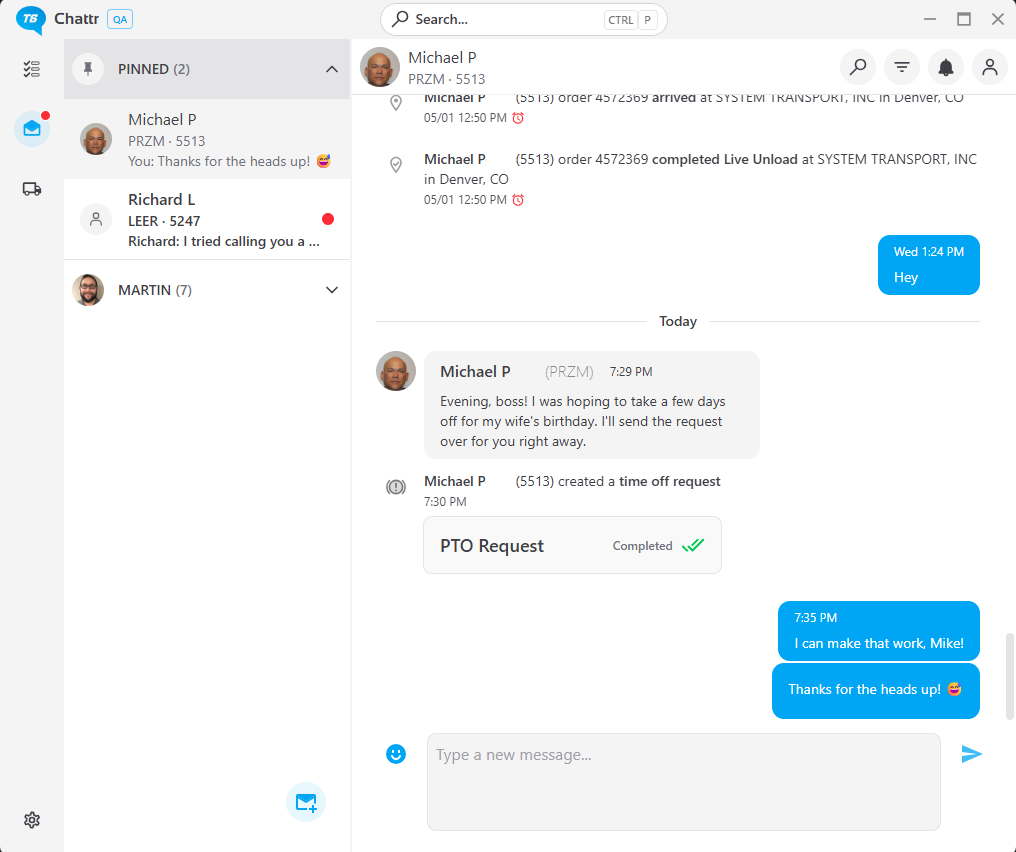 TS Chattr QA
Search... CTRL P
PINNED (2)
Michael P
PRZM · 5513
You: Thanks for the heads up! 😅
Richard L
LEER · 5247
Richard: I tried calling you a ...
MARTIN (7)
Michael P
PRZM · 5513
Michael P (5513) order 4572369 arrived at SYSTEM TRANSPORT, INC in Denver, CO
05/01 12:50 PM
Michael P (5513) order 4572369 completed Live Unload at SYSTEM TRANSPORT, INC
in Denver, CO
05/01 12:50 PM
Wed 1:24 PM
Hey
Today
Michael P (PRZM) 7:29 PM
Evening, boss! I was hoping to take a few days
off for my wife's birthday. I'll send the request
over for you right away.
Michael P (5513) created a time off request
7:30 PM
PTO Request Completed
7:35 PM
I can make that work, Mike!
Thanks for the heads up! 😅
Type a new message...